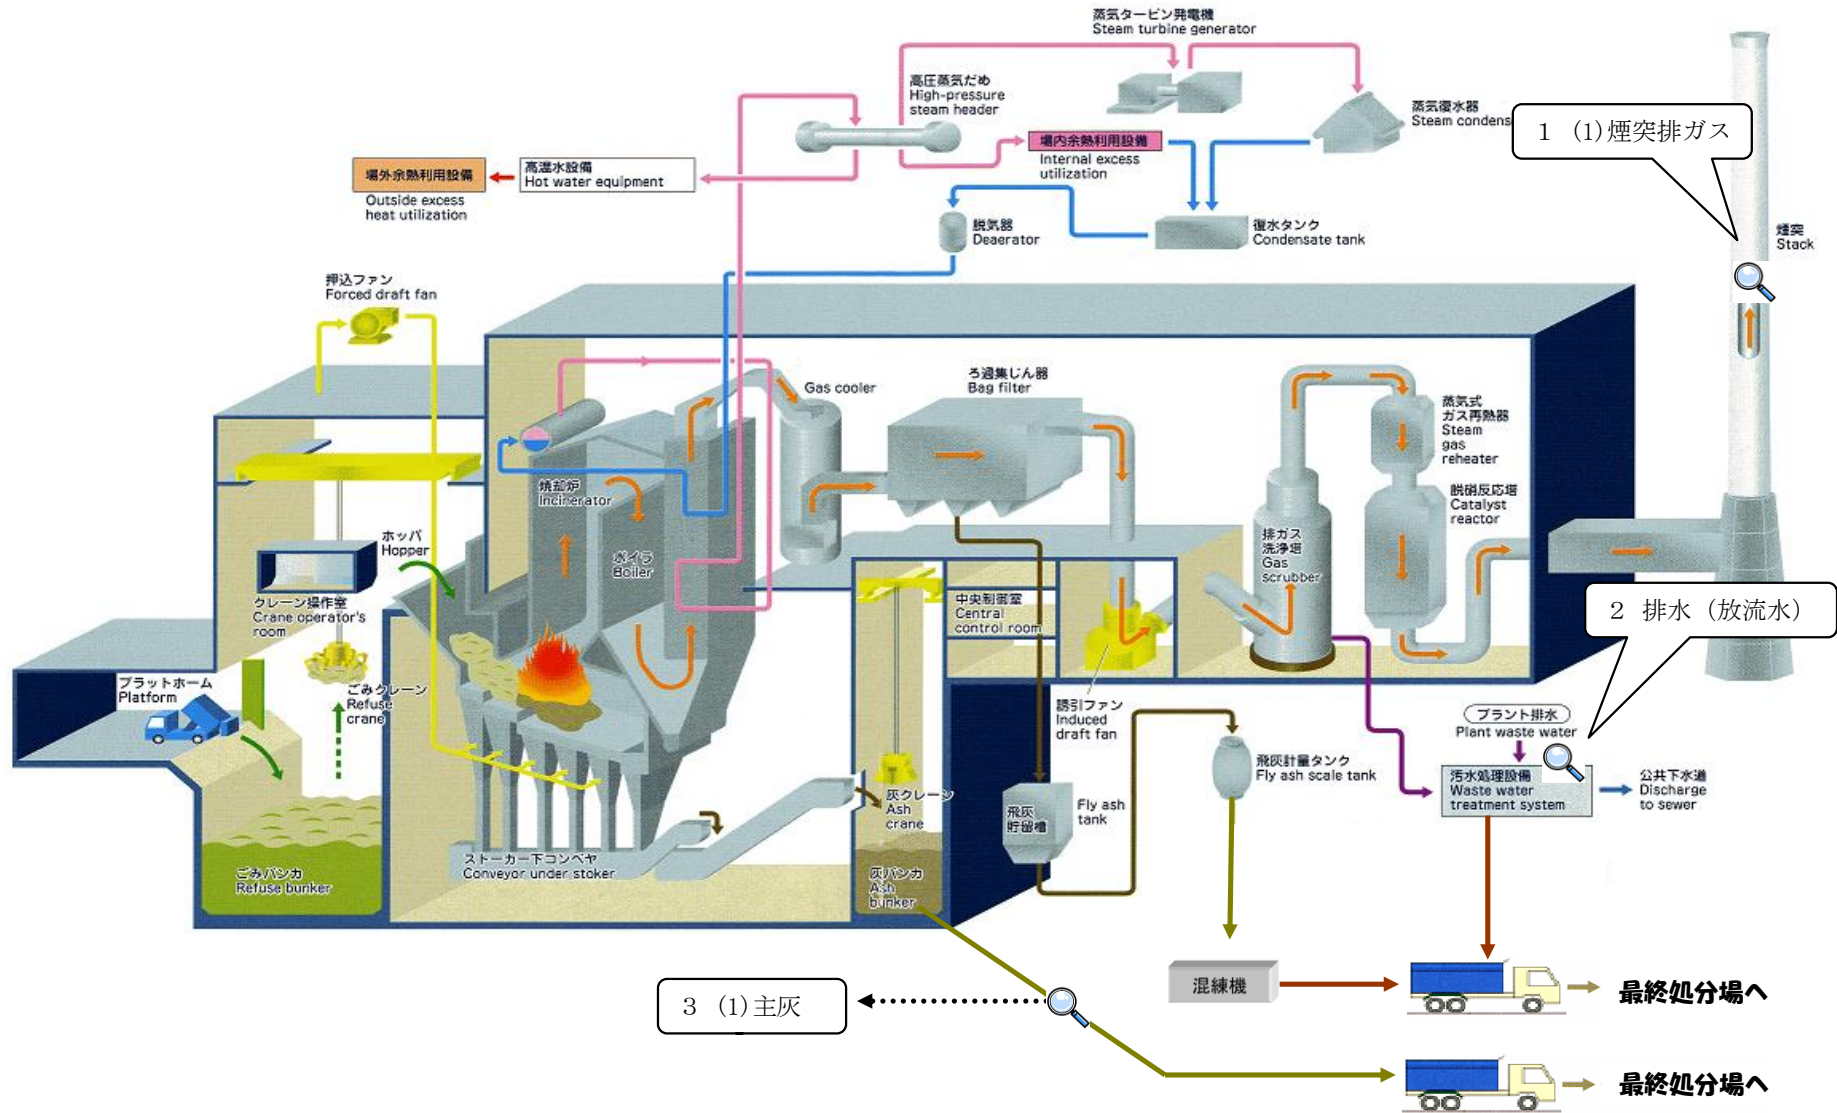 蒸気タービン発電機
Steam turbine generator
高圧蒸気だめ
High-pressure
steam header
蒸気復水器
Steam condens
1 (1)煙突排ガス
場内余熱利用設備
Internal excess
utilization
場外余熱利用設備
Outside excess
heat utilization
高温水設備
Hot water equipment
脱気器
Deaerator
復水タンク
Condensate tank
煙突
Stack
押込ファン
Forced draft fan
Gas cooler
ろ過集じん器
Bag filter
蒸気式
ガス再熱器
Steam
gas
reheater
焼却炉
Incinerator
脱硝反応塔
Catalyst
reactor
ホッパ
Hopper
ボイラ
Boiler
排ガス
洗浄塔
Gas
scrubber
クレーン操作室
Crane operator's
room
中央制御室
Central
control room
2 排水（放流水）
プラットホーム
Platform
ごみクレーン
Refuse
crane
誘引ファン
Induced
draft fan
プラント排水
Plant waste water
飛灰計量タンク
Fly ash scale tank
汚水処理設備
Waste water
treatment system
公共下水道
Discharge
to sewer
灰クレーン
Ash
crane
飛灰
貯留槽
Fly ash
tank
ストーカー下コンベヤ
Conveyor under stoker
ごみバンカ
Refuse bunker
灰バンカ
Ash
bunker
混練機
最終処分場へ
3 (1)主灰
最終処分場へ